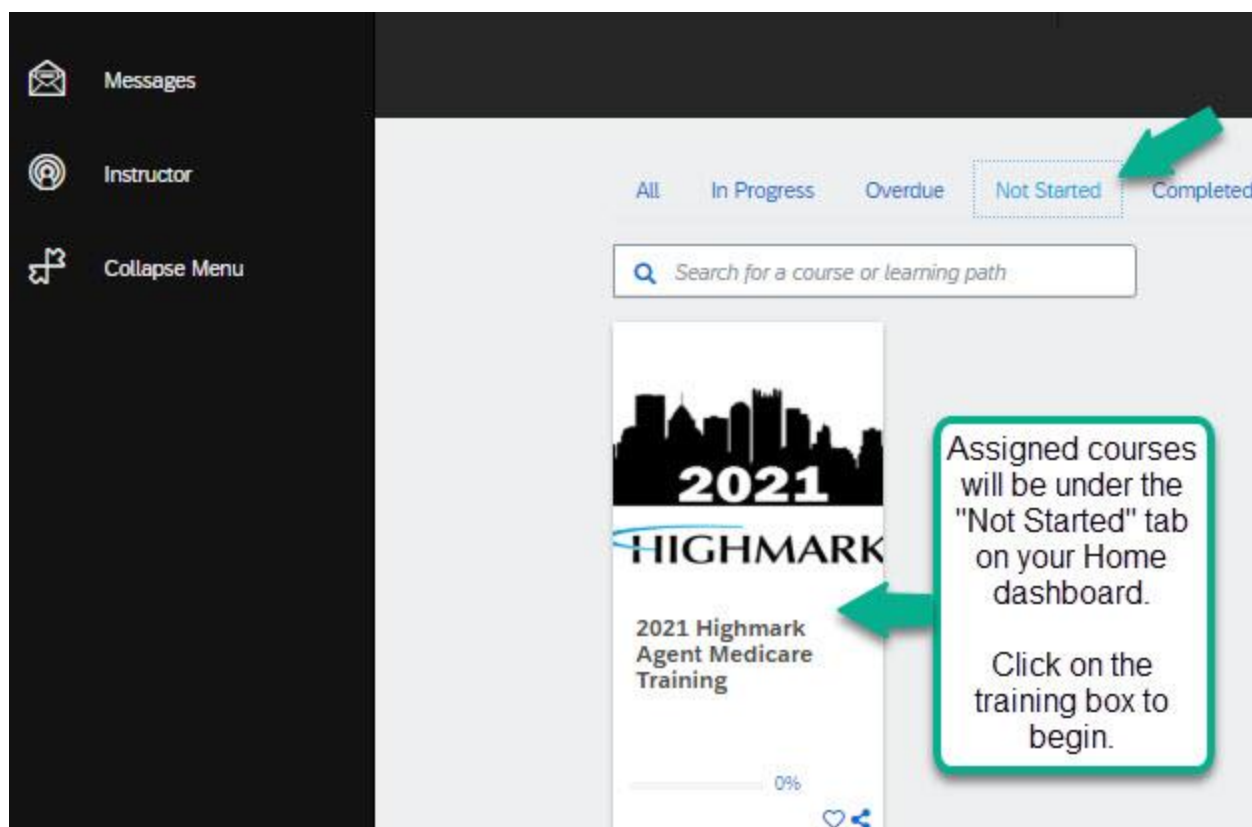 Messages
Instructor
Collapse Menu
All In Progress Overdue Not Started Completed
Search for a course or learning path
2021
HIGHMARK
2021 Highmark
Agent Medicare
Training
0%
Assigned courses
will be under the
"Not Started" tab
on your Home
dashboard.
Click on the
training box to
begin.